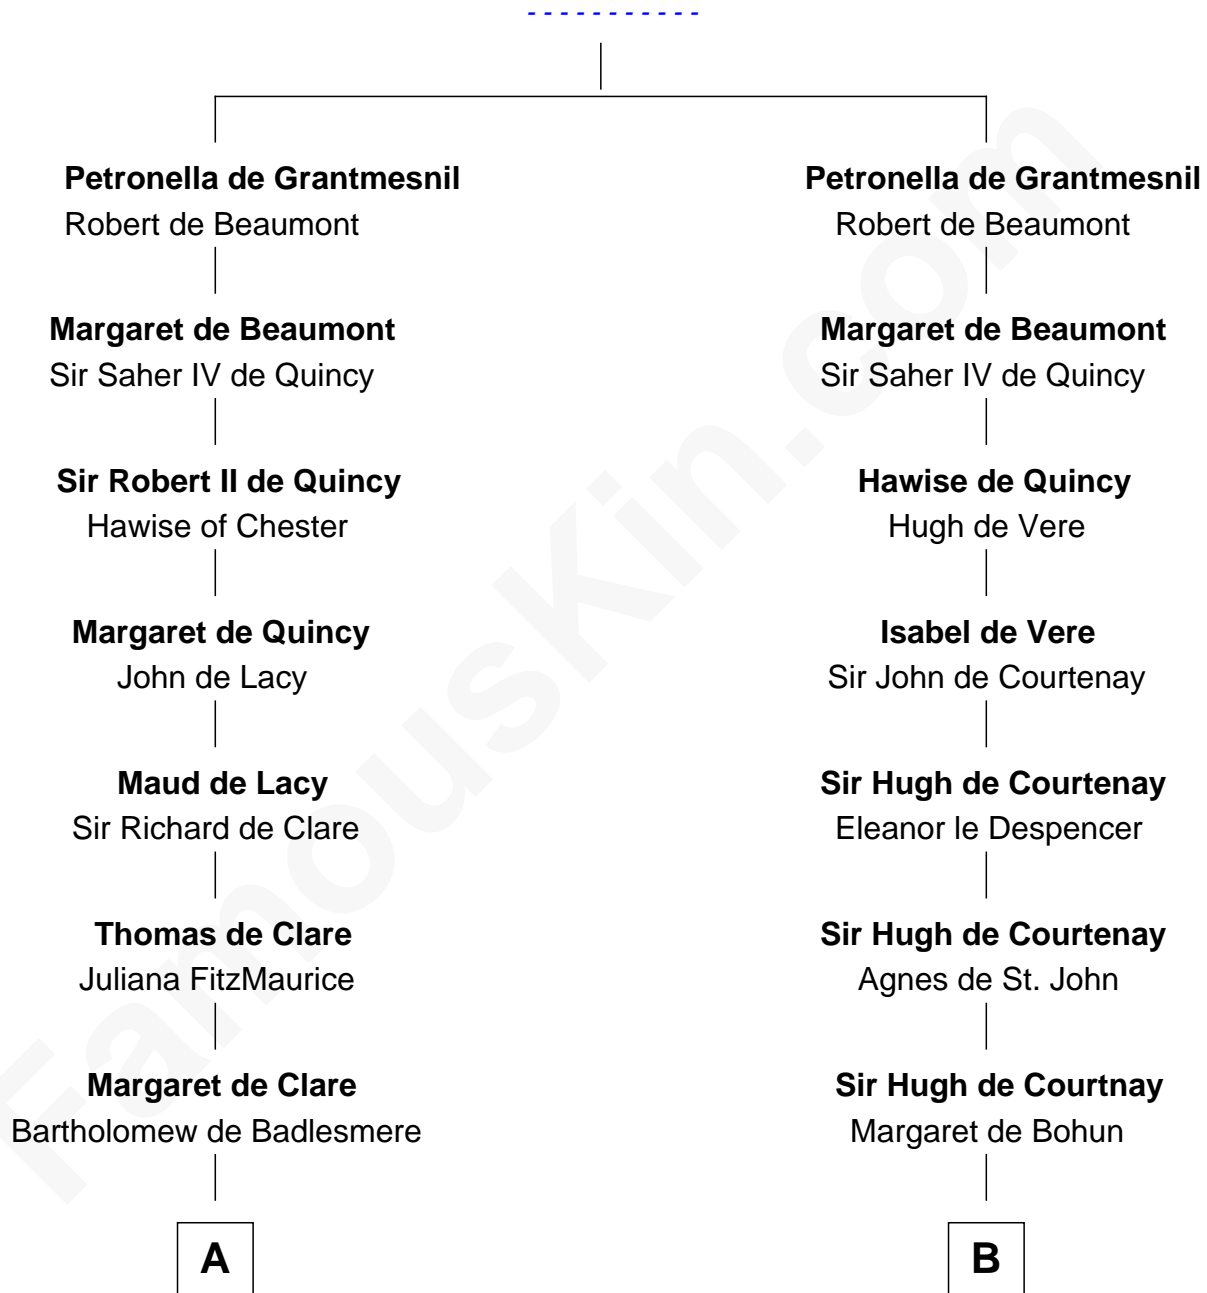 - - - - - - - - - - -
Petronella de Grantmesnil
Robert de Beaumont
Margaret de Beaumont
Sir Saher IV de Quincy
Sir Robert II de Quincy
Hawise of Chester
Margaret de Quincy
John de Lacy
Maud de Lacy
Sir Richard de Clare
Thomas de Clare
Juliana FitzMaurice
Margaret de Clare
Bartholomew de Badlesmere
A
Petronella de Grantmesnil
Robert de Beaumont
Margaret de Beaumont
Sir Saher IV de Quincy
Hawise de Quincy
Hugh de Vere
Isabel de Vere
Sir John de Courtenay
Sir Hugh de Courtenay
Eleanor le Despencer
Sir Hugh de Courtenay
Agnes de St. John
Sir Hugh de Courtnay
Margaret de Bohun
B
FamousKin.com